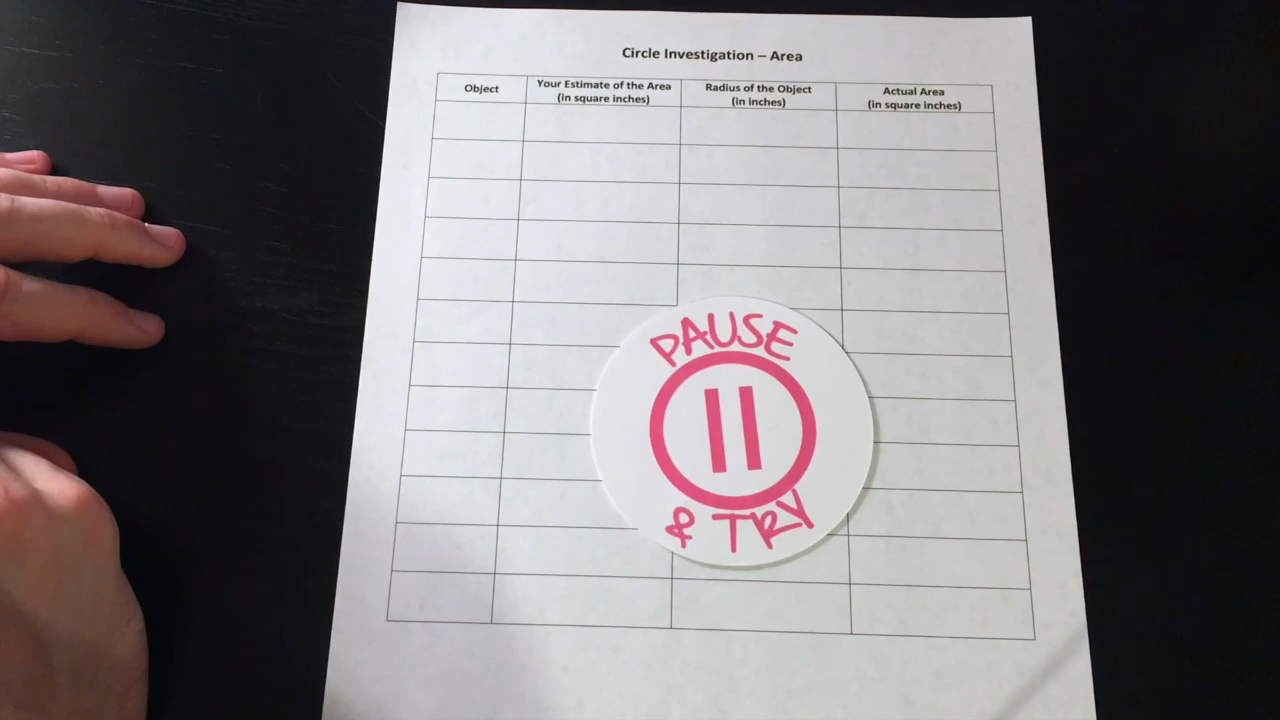 Circle Investigation – Area
Object
Your Estimate of the Area
(in square inches)
Radius of the Object
(in inches)
Actual Area
(in square inches)
PAUSE
& TRY